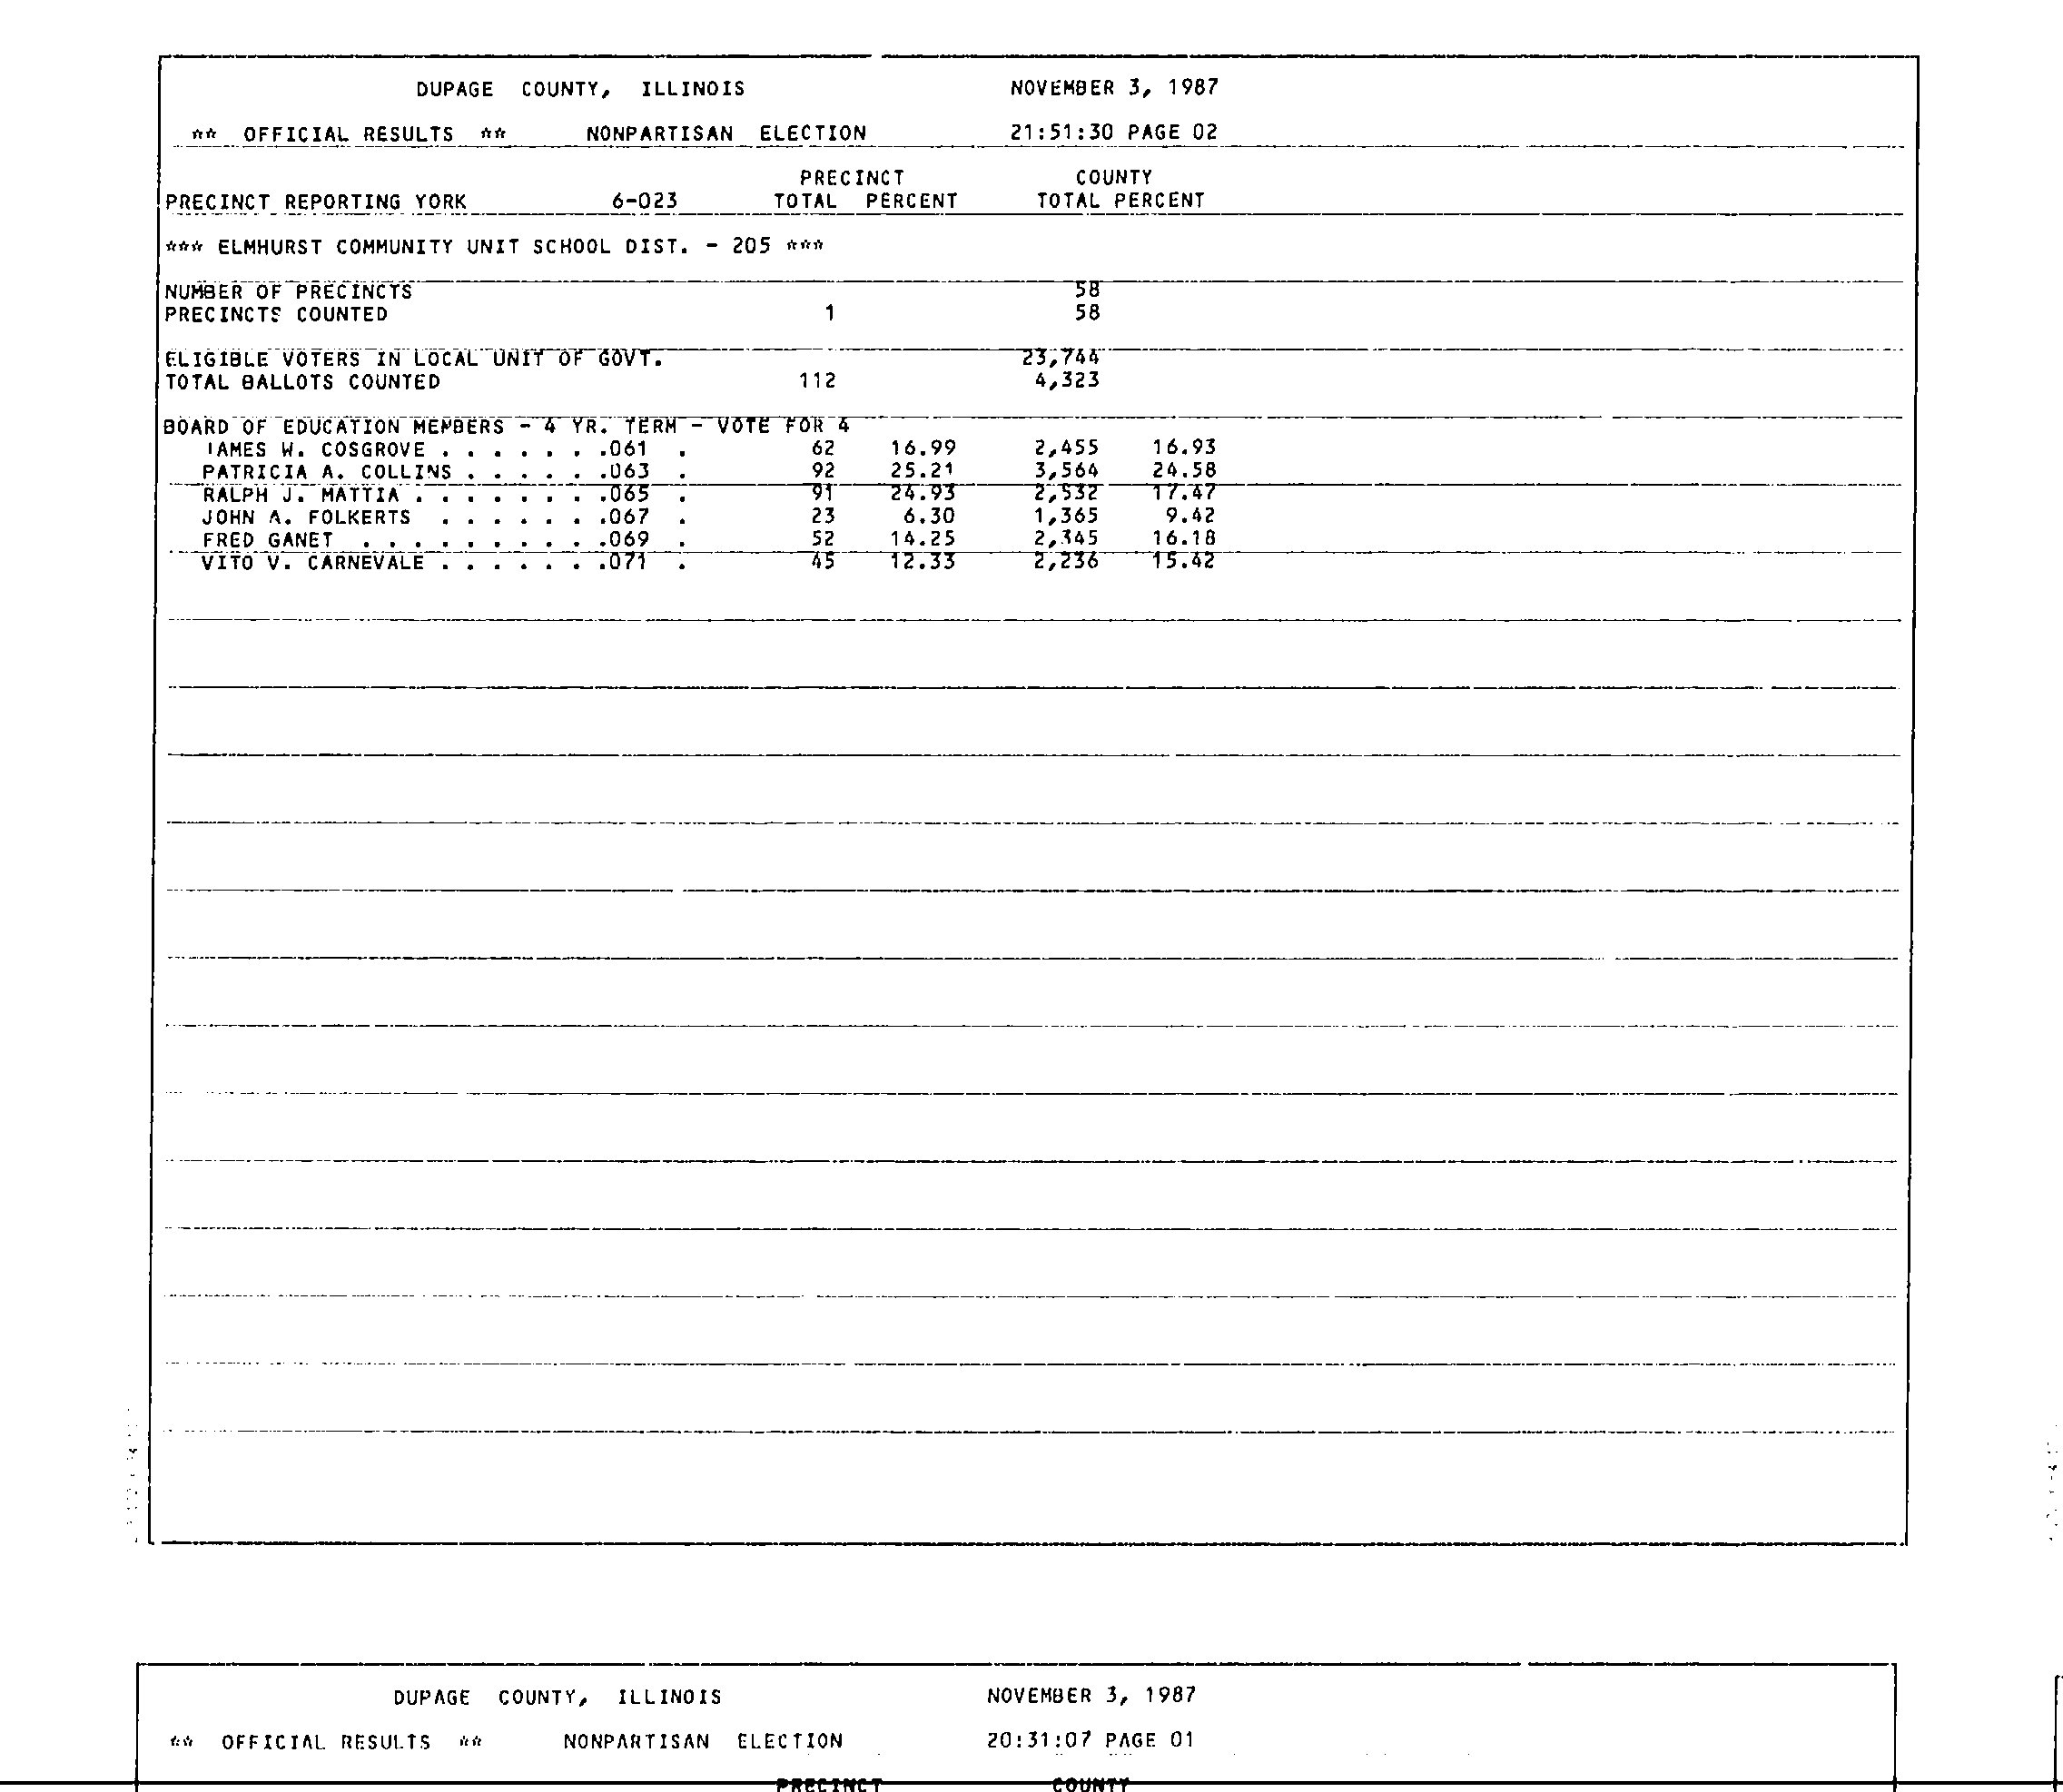 DUPAGE COUNTY, ILLINOIS NOVEMBER 3, 1987
** OFFICIAL RESULTS ** NONPARTISAN ELECTION 21:51:30 PAGE 02
PRECINCT COUNTY
PRECINCT REPORTING YORK 6-023 TOTAL PERCENT TOTAL PERCENT
*** ELMHURST COMMUNITY UNIT SCHOOL DIST. - 205 ***
NUMBER OF PRECINCTS 58
PRECINCTS COUNTED 1 58
ELIGIBLE VOTERS IN LOCAL UNIT OF GOVT. 23,744
TOTAL BALLOTS COUNTED 112 4,323
BOARD OF EDUCATION MEMBERS - 4 YR. TERM - VOTE FOR 4
JAMES W. COSGROVE . . . . . . .061 . 62 16.99 2,455 16.93
PATRICIA A. COLLINS . . . . . .063 . 92 25.21 3,564 24.58
RALPH J. MATTIA . . . . . . . .065 . 91 24.93 2,532 17.47
JOHN A. FOLKERTS . . . . . . .067 . 23 6.30 1,365 9.42
FRED GANET . . . . . . . . . .069 . 52 14.25 2,345 16.18
VITO V. CARNEVALE . . . . . . .071 . 45 12.33 2,236 15.42
DUPAGE COUNTY, ILLINOIS NOVEMBER 3, 1987
** OFFICIAL RESULTS ** NONPARTISAN ELECTION 20:31:07 PAGE 01
PRECINCT COUNTY